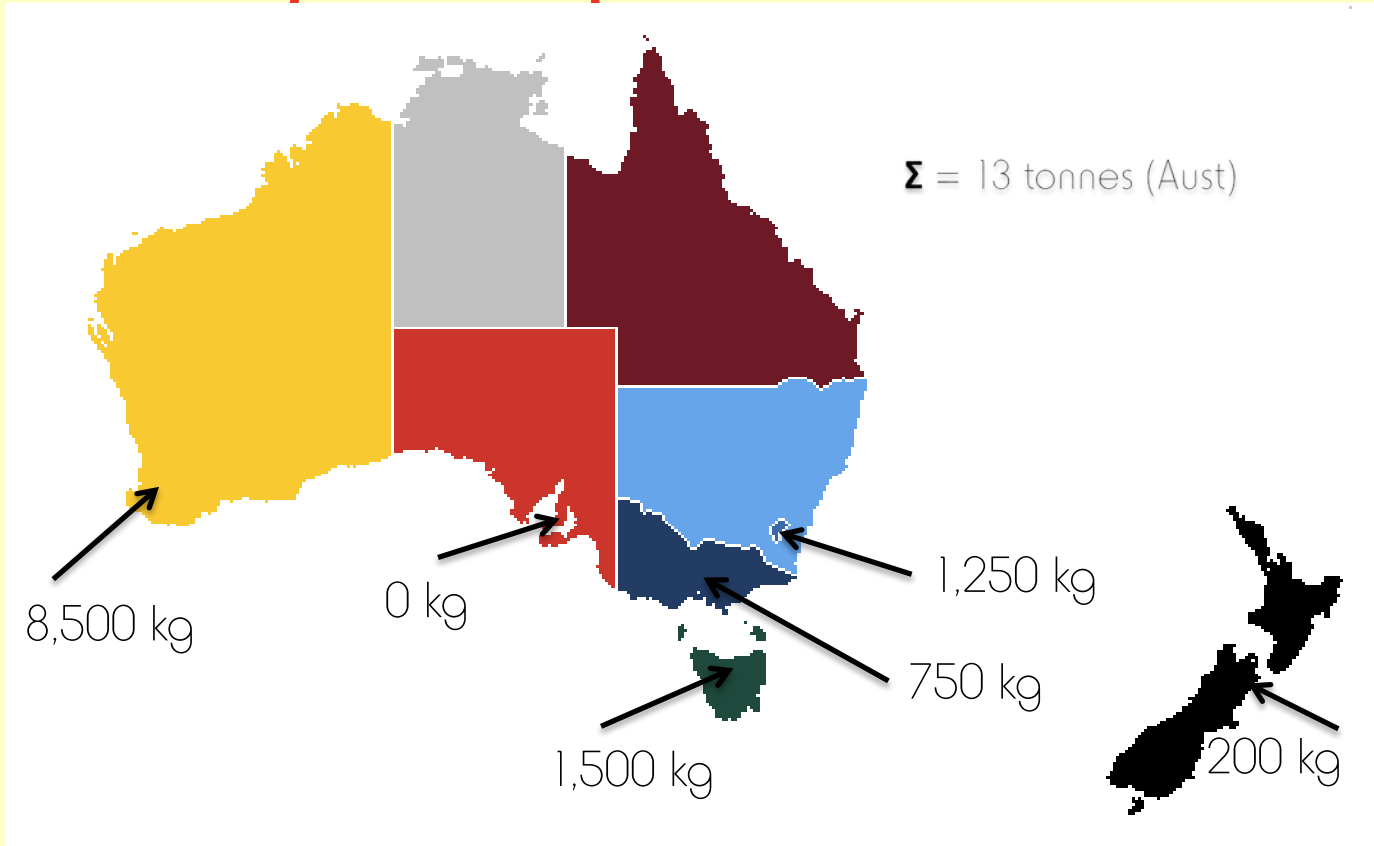 Σ = 13 tonnes (Aust)
8,500 kg
0 kg
1,250 kg
750 kg
1,500 kg
200 kg